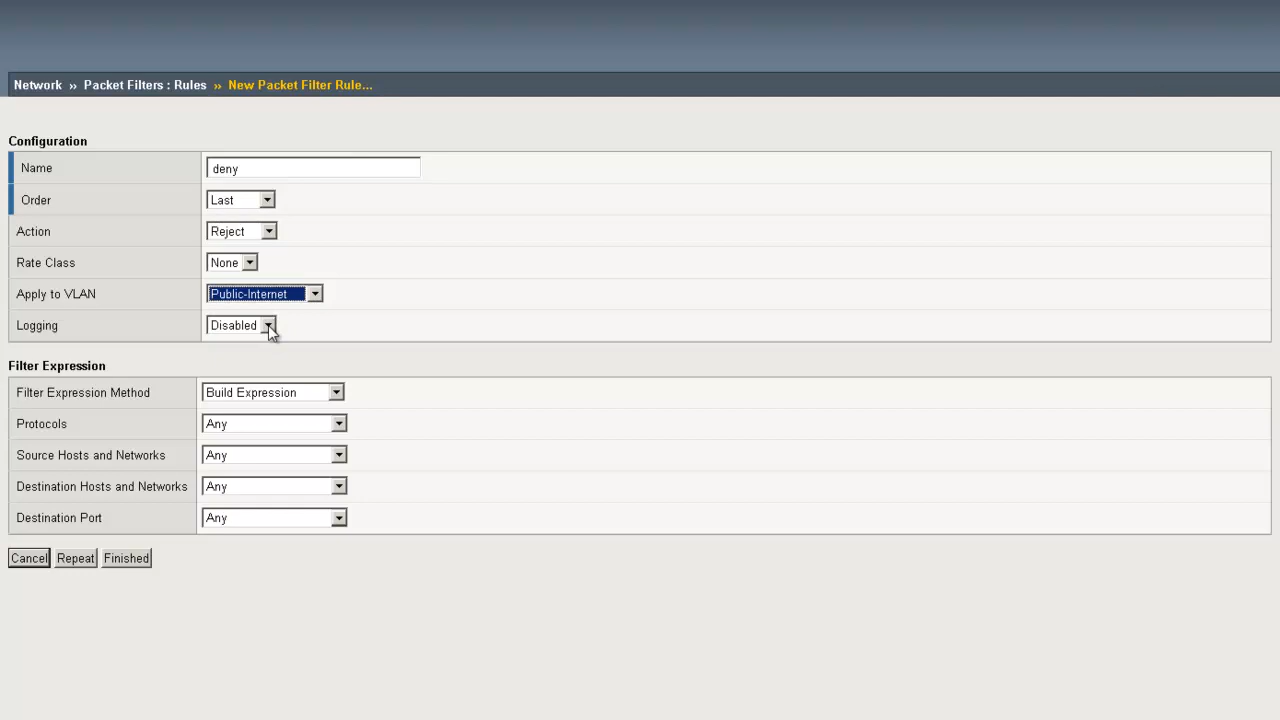 Network » Packet Filters : Rules » New Packet Filter Rule...
Configuration
Name deny
Order Last
Action Reject
Rate Class None
Apply to VLAN Public-Internet
Logging Disabled
Filter Expression
Filter Expression Method Build Expression
Protocols Any
Source Hosts and Networks Any
Destination Hosts and Networks Any
Destination Port Any
Cancel Repeat Finished